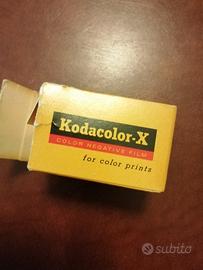 Kodacolor-X
COLOR NEGATIVE FILM
for color prints
subito